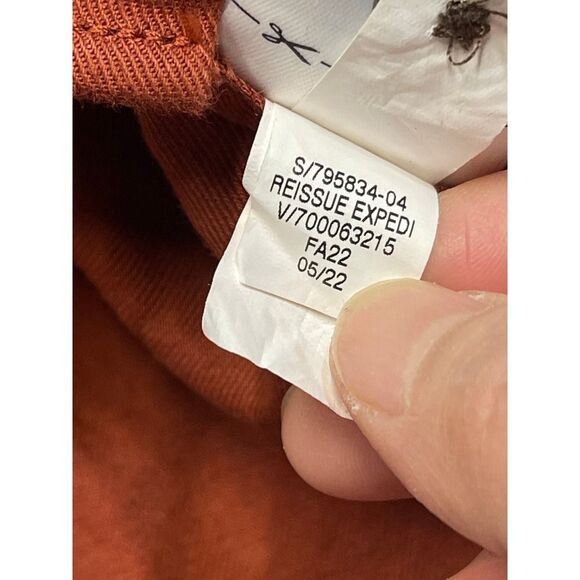 S/795834-04
REISSUE EXPEDI
V/700063215
FA22
05/22